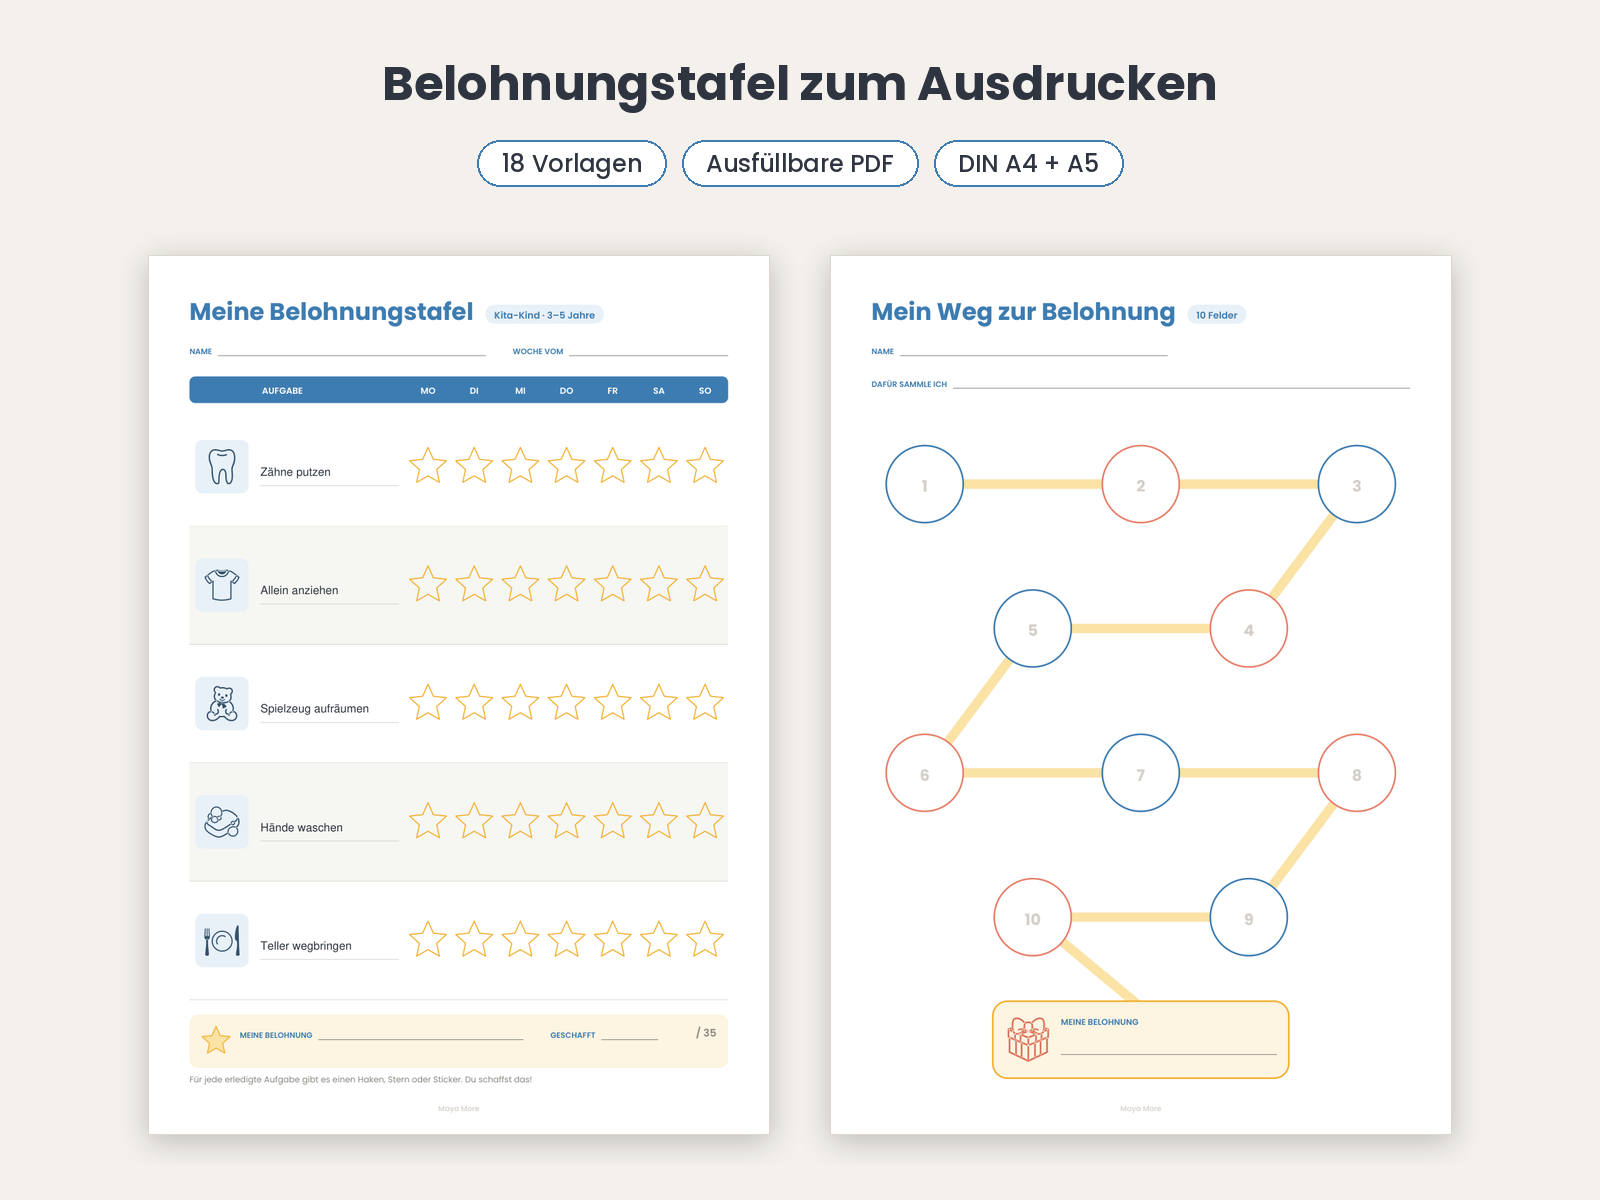 Belohnungstafel zum Ausdrucken
18 Vorlagen
Ausfüllbare PDF
DIN A4 + A5
Meine Belohnungstafel
Kita-Kind · 3–5 Jahre
NAME
WOCHE VOM
AUFGABE MO DI MI DO FR SA SO
Zähne putzen
Allein anziehen
Spielzeug aufräumen
Hände waschen
Teller wegbringen
MEINE BELOHNUNG
GESCHAFFT
/ 35
Für jede erledigte Aufgabe gibt es einen Haken, Stern oder Sticker. Du schaffst das!
Maya More
Mein Weg zur Belohnung
10 Felder
NAME
DAFÜR SAMMLE ICH
1 2 3
5 4
6 7 8
10 9
MEINE BELOHNUNG
Maya More